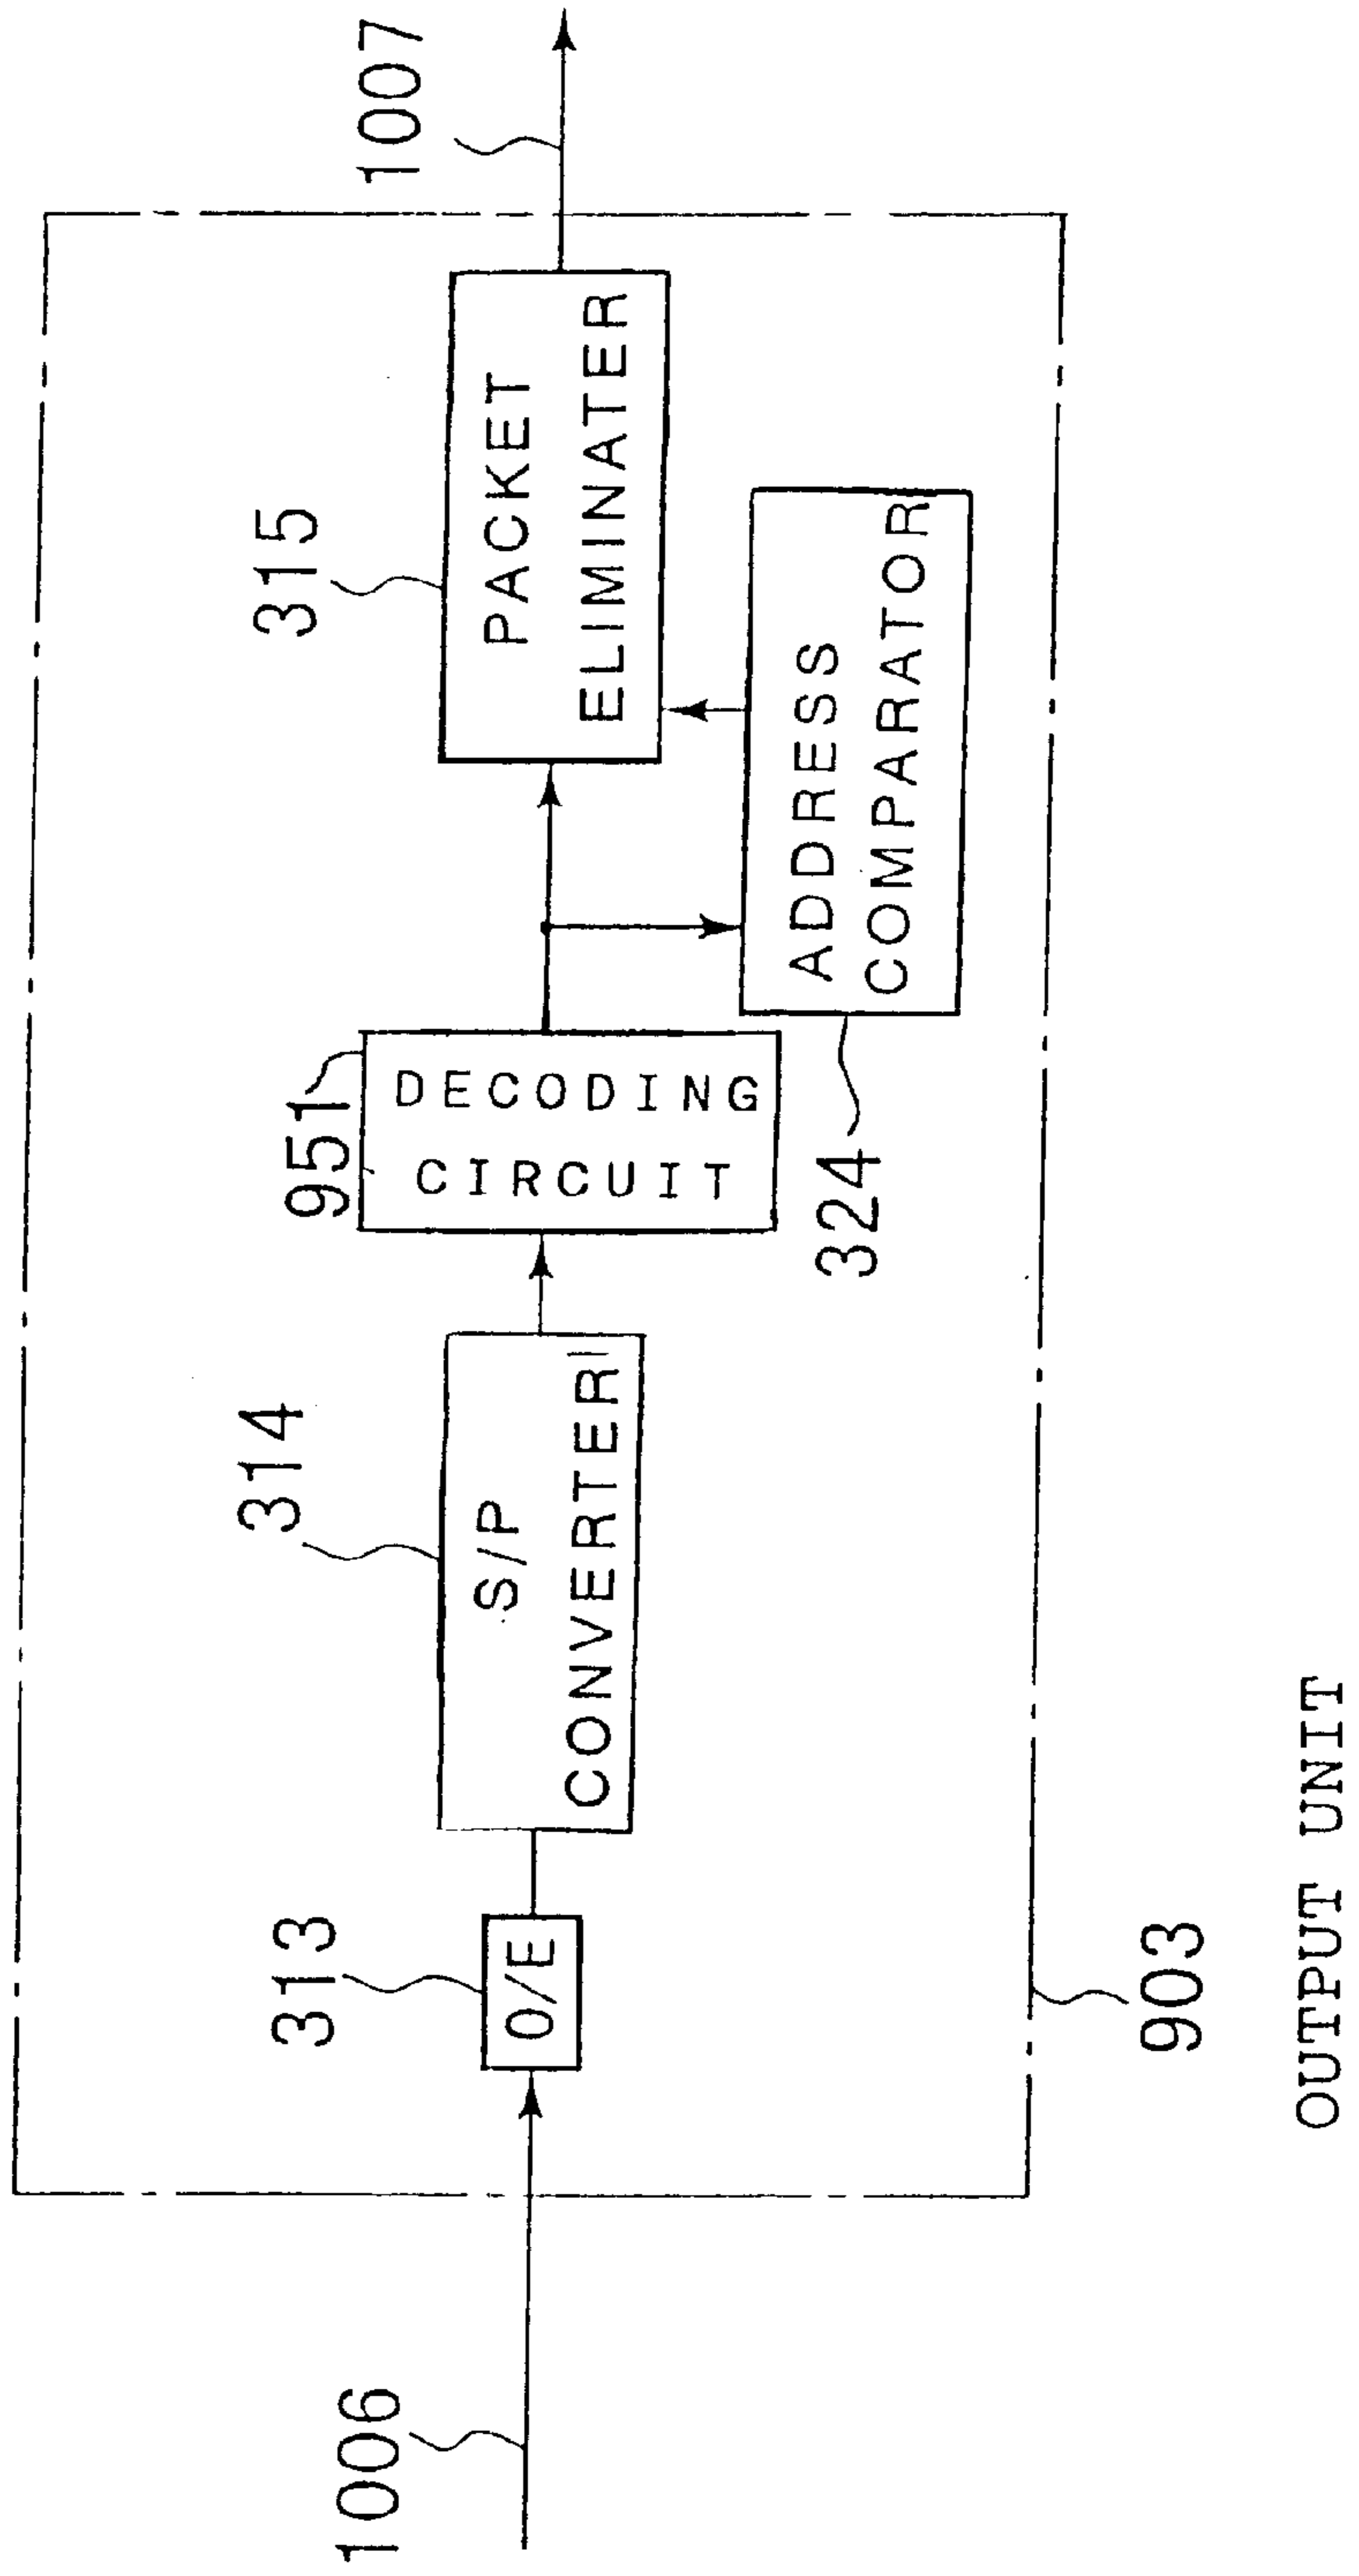 1006
313
O/E
314
S/P
CONVERTER
951
DECODING
CIRCUIT
315
PACKET
ELIMINATER
324
ADDRESS
COMPARATOR
1007
903
OUTPUT UNIT